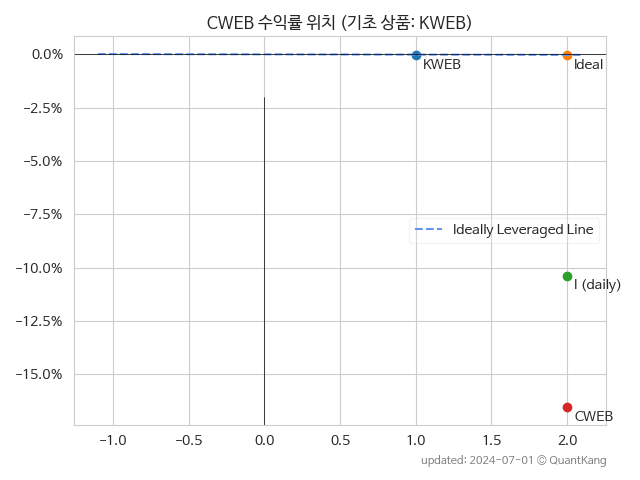 CWEB 수익률 위치 (기초 상품: KWEB)
0.0%
−2.5%
−5.0%
−7.5%
−10.0%
−12.5%
−15.0%
KWEB
Ideal
Ideally Leveraged Line
I (daily)
CWEB
−1.0 −0.5 0.0 0.5 1.0 1.5 2.0
updated: 2024-07-01 © QuantKang